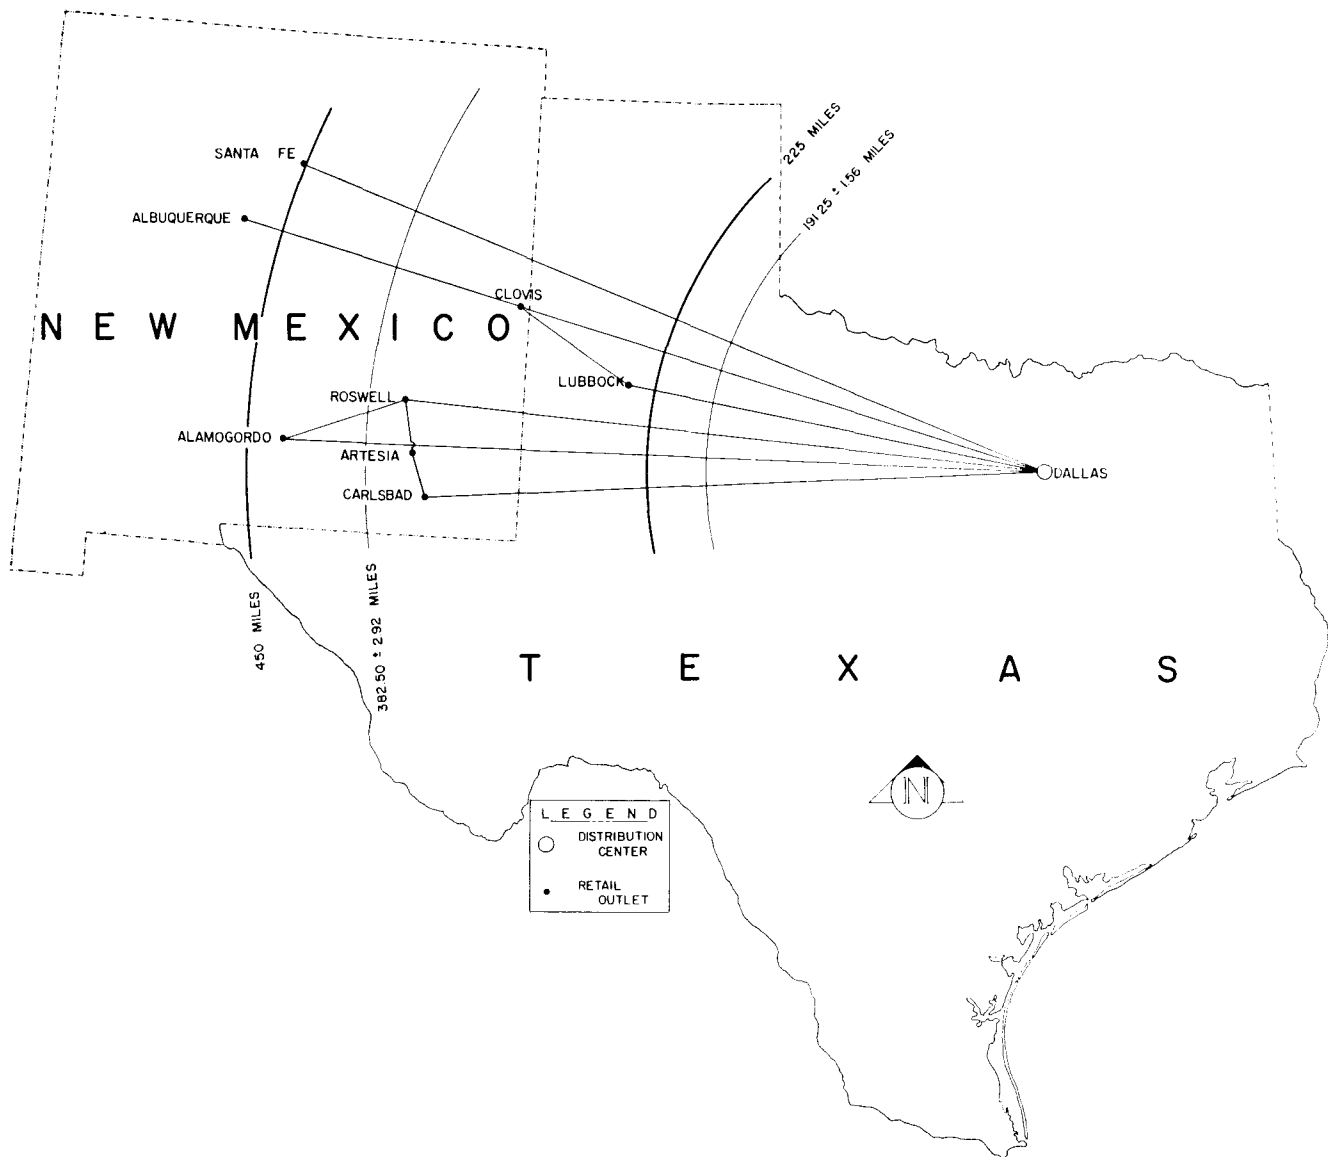 225 MILES
191.25 ± 1.56 MILES
SANTA FE
ALBUQUERQUE
CLOVIS
NEW MEXICO
LUBBOCK
ROSWELL
ALAMOGORDO
ARTESIA
CARLSBAD
DALLAS
450 MILES
382.50 ± 2.92 MILES
TEXAS
N
LEGEND
DISTRIBUTION
CENTER
RETAIL
OUTLET